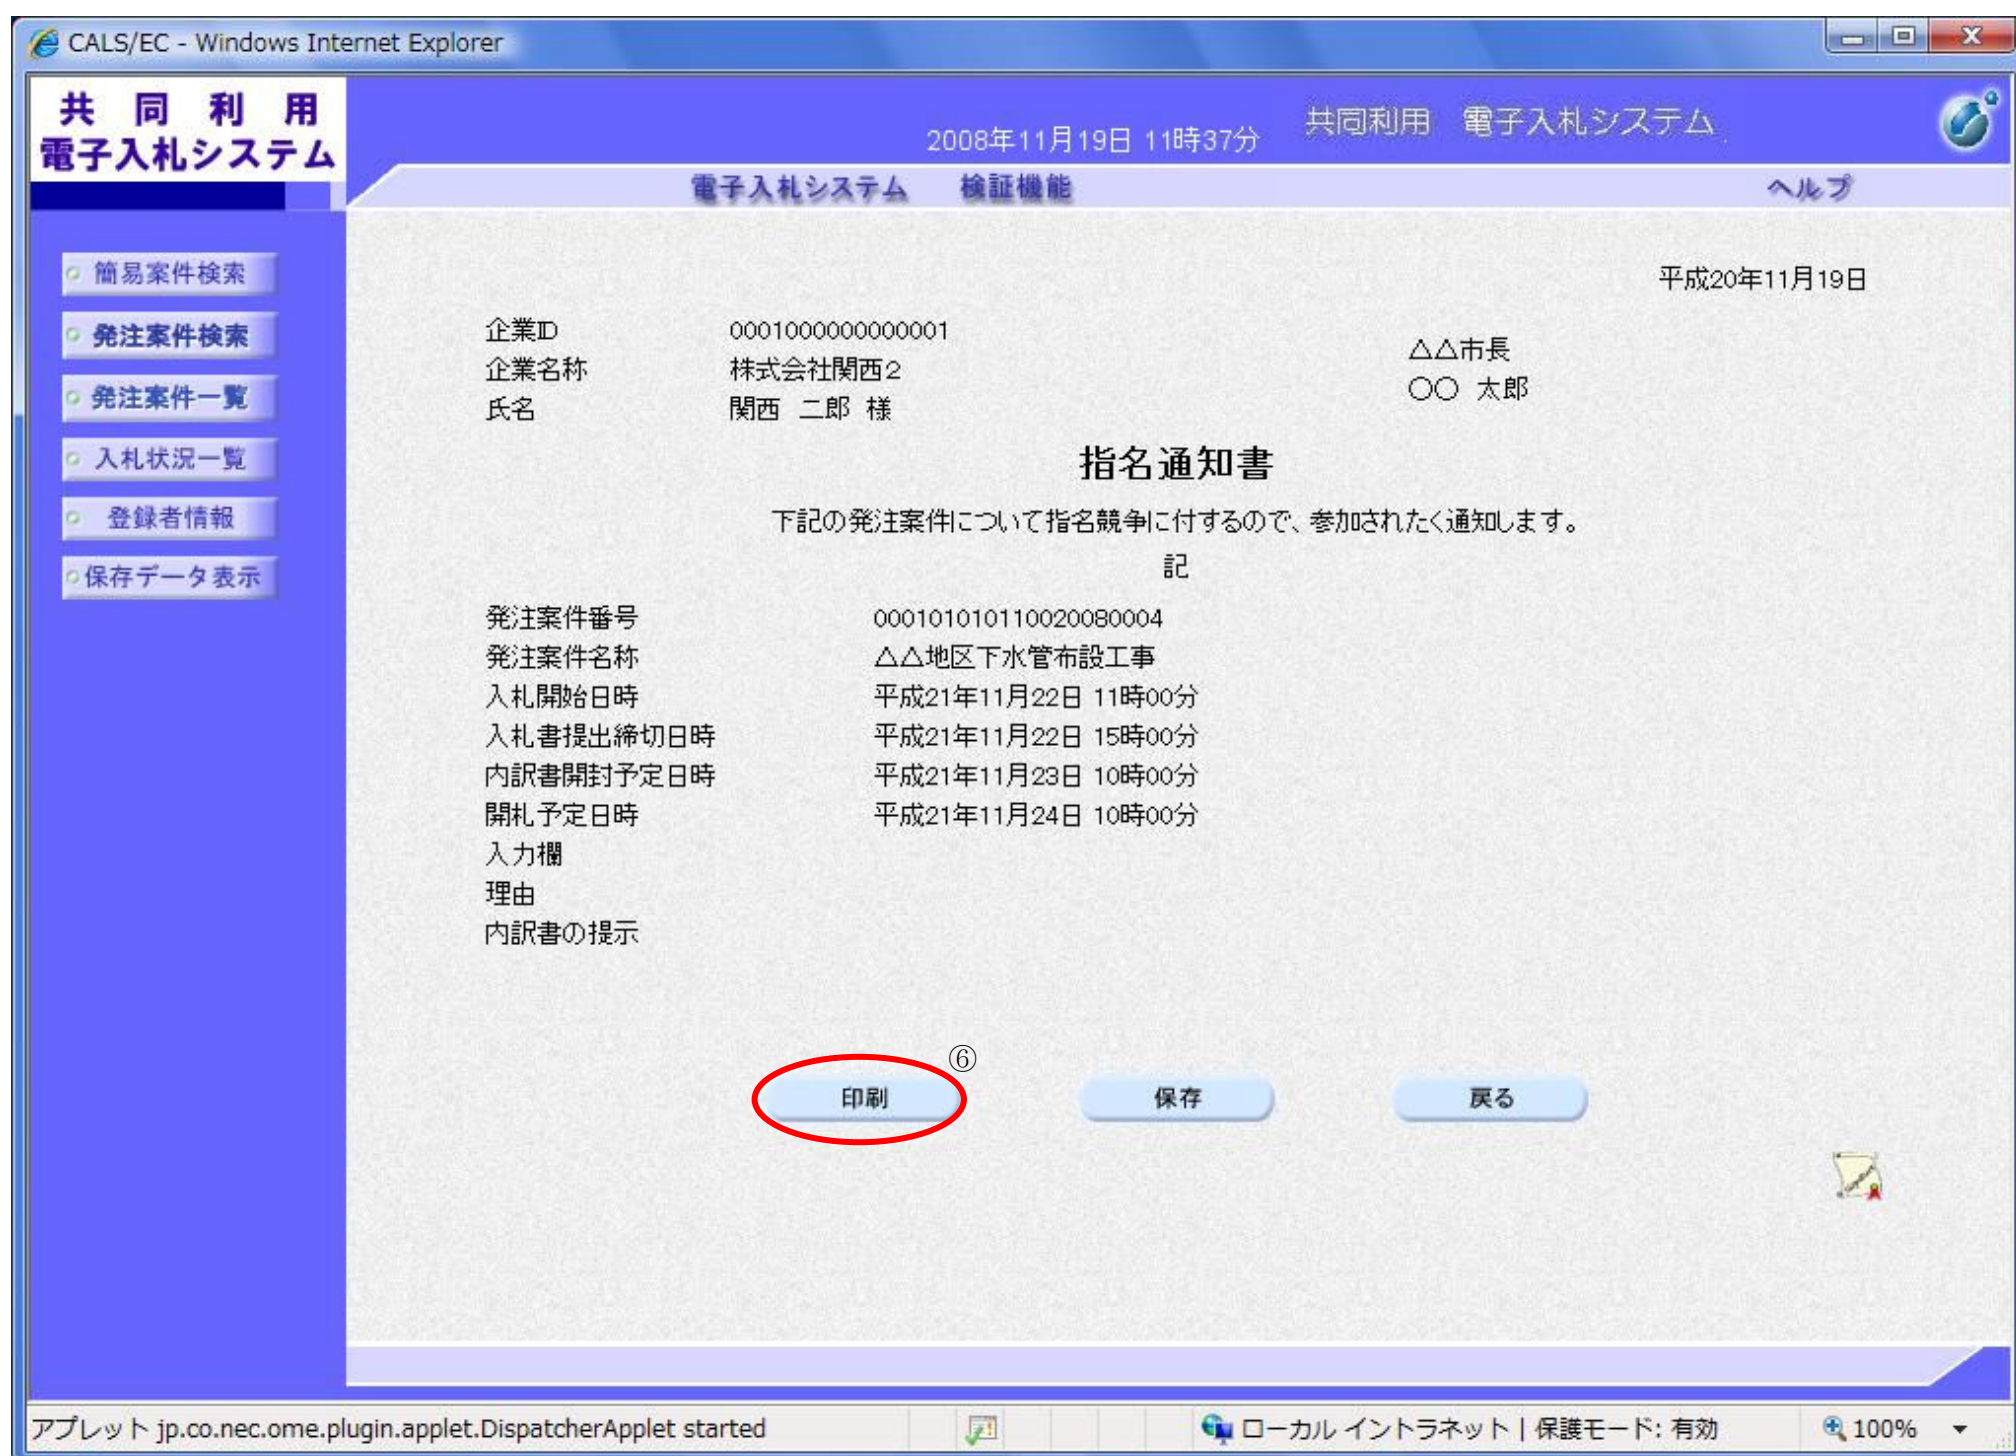 CALS/EC - Windows Internet Explorer
共同利用
電子入札システム
2008年11月19日 11時37分
共同利用 電子入札システム
電子入札システム 検証機能 ヘルプ
簡易案件検索
発注案件検索
発注案件一覧
入札状況一覧
登録者情報
保存データ表示
平成20年11月19日
企業ID 0001000000000001
企業名称 株式会社関西2
氏名 関西 二郎 様
△△市長
○○ 太郎
指名通知書
下記の発注案件について指名競争に付するので、参加されたく通知します。
記
発注案件番号 000101010110020080004
発注案件名称 △△地区下水管布設工事
入札開始日時 平成21年11月22日 11時00分
入札書提出締切日時 平成21年11月22日 15時00分
内訳書開封予定日時 平成21年11月23日 10時00分
開札予定日時 平成21年11月24日 10時00分
入力欄
理由
内訳書の提示
⑥
印刷 保存 戻る
アプレット jp.co.nec.ome.plugin.applet.DispatcherApplet started ローカル イントラネット | 保護モード: 有効 100%